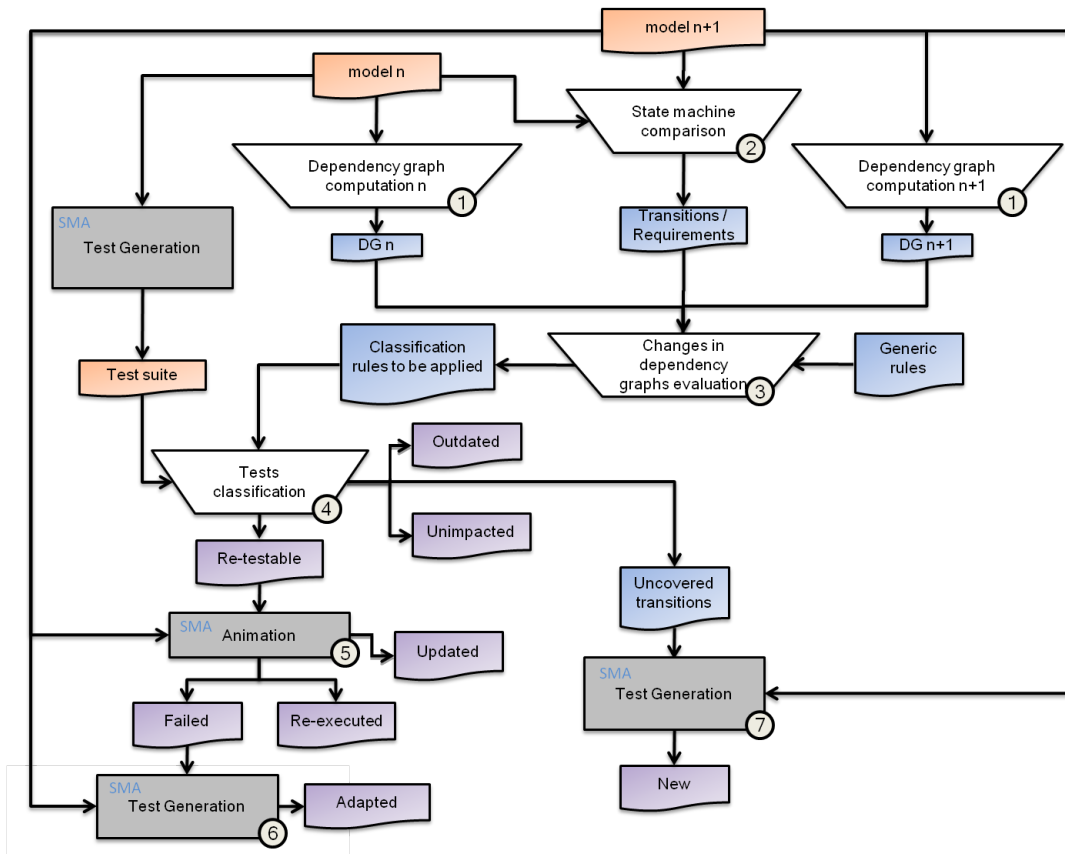 model n+1
model n
State machine
comparison
2
Dependency graph
computation n
1
Dependency graph
computation n+1
1
SMA
Test Generation
DG n
Transitions /
Requirements
DG n+1
Test suite
Classification
rules to be applied
Changes in
dependency
graphs evaluation
3
Generic
rules
Outdated
Tests
classification
4
Unimpacted
Re-testable
Uncovered
transitions
SMA
Animation
5
Updated
SMA
Test Generation
7
Failed
Re-executed
New
SMA
Test Generation
6
Adapted